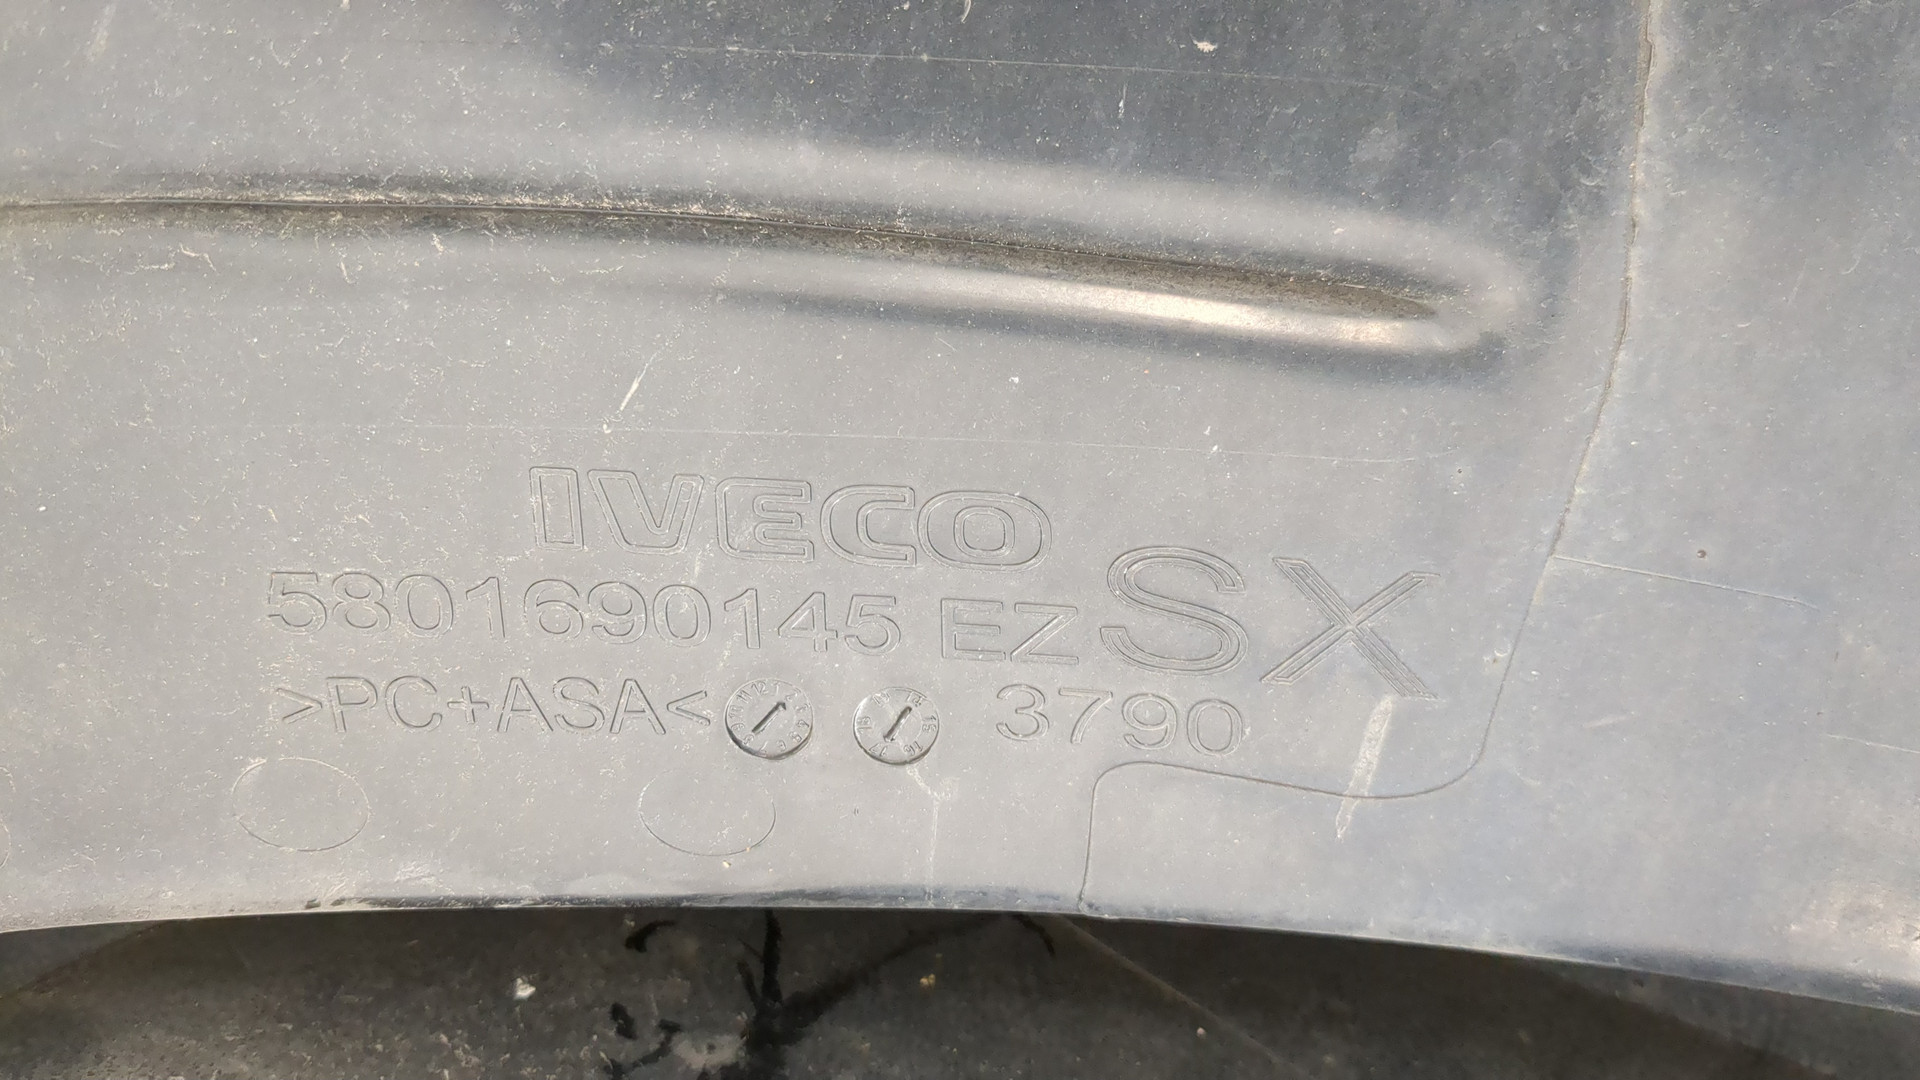 IVECO
5801690145 EZ SX
>PC+ASA< 3790